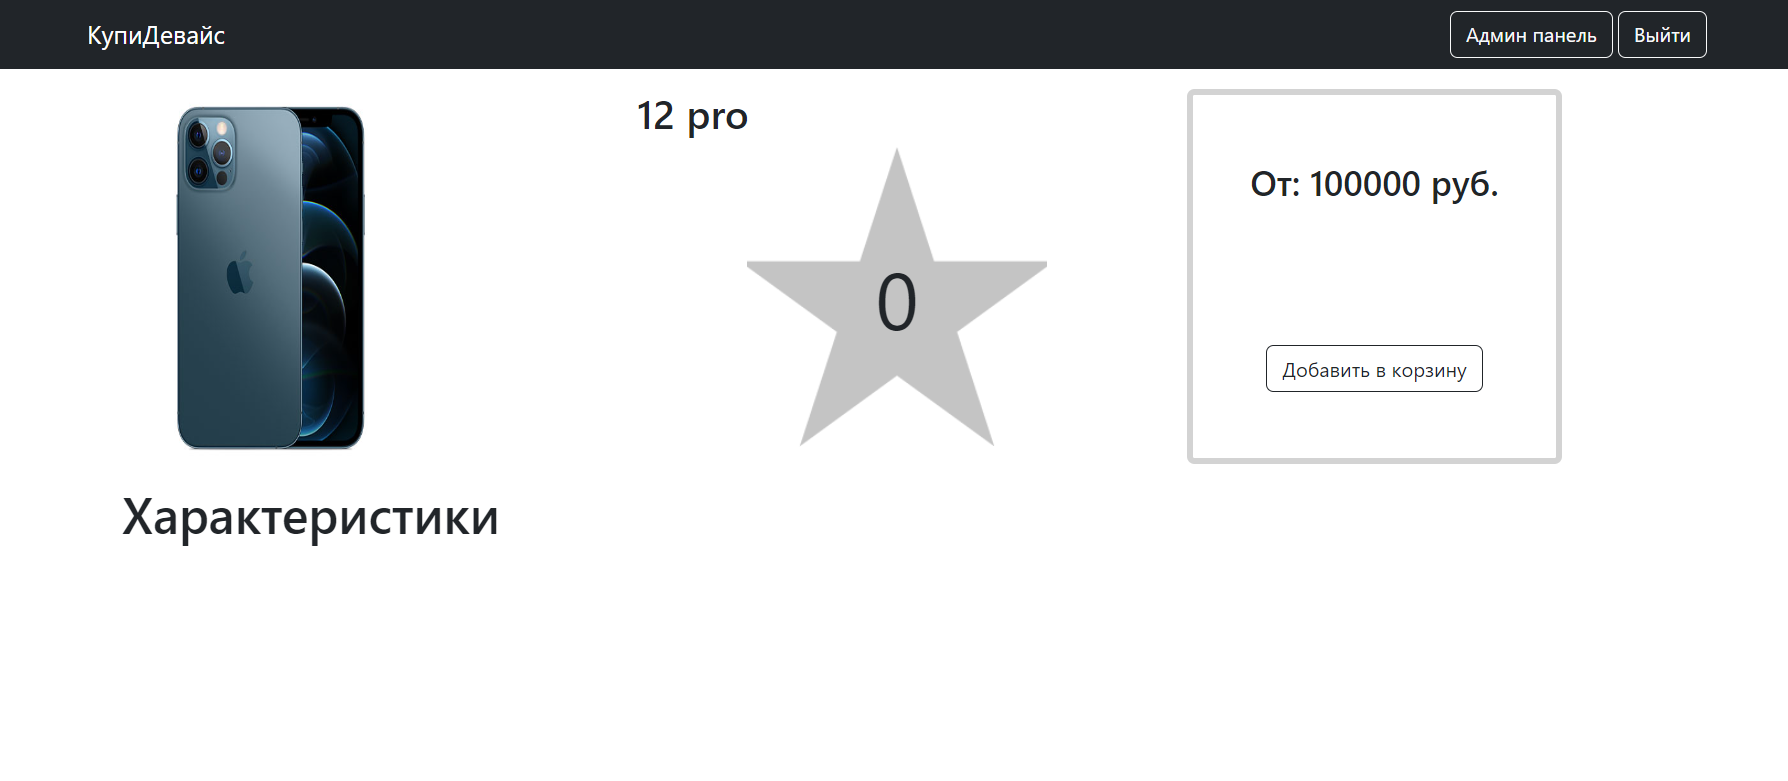 КупиДевайс
Админ панель
Выйти
12 pro
0
От: 100000 руб.
Добавить в корзину
Характеристики